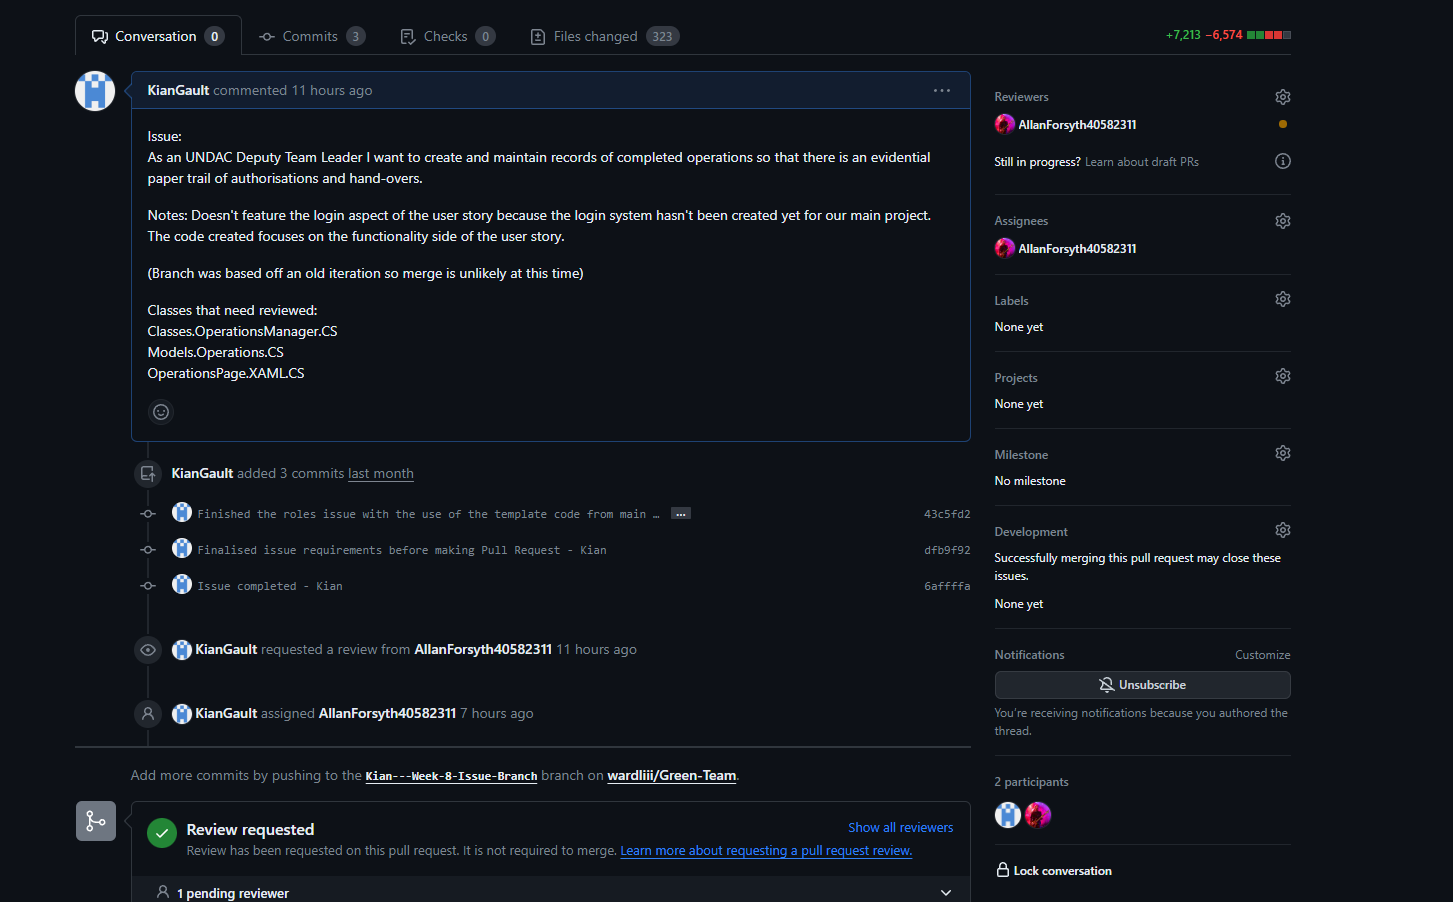 Conversation 0
Commits 3
Checks 0
Files changed 323
+7,213 −6,574
KianGault commented 11 hours ago
Issue:
As an UNDAC Deputy Team Leader I want to create and maintain records of completed operations so that there is an evidential
paper trail of authorisations and hand-overs.
Notes: Doesn't feature the login aspect of the user story because the login system hasn't been created yet for our main project.
The code created focuses on the functionality side of the user story.
(Branch was based off an old iteration so merge is unlikely at this time)
Classes that need reviewed:
Classes.OperationsManager.CS
Models.Operations.CS
OperationsPage.XAML.CS
KianGault added 3 commits last month
Finished the roles issue with the use of the template code from main … ... 43c5fd2
Finalised issue requirements before making Pull Request - Kian dfb9f92
Issue completed - Kian 6affffa
KianGault requested a review from AllanForsyth40582311 11 hours ago
KianGault assigned AllanForsyth40582311 7 hours ago
Add more commits by pushing to the Kian---Week-8-Issue-Branch branch on wardliii/Green-Team.
Review requested
Show all reviewers
Review has been requested on this pull request. It is not required to merge. Learn more about requesting a pull request review.
1 pending reviewer
Reviewers
AllanForsyth40582311
Still in progress? Learn about draft PRs
Assignees
AllanForsyth40582311
Labels
None yet
Projects
None yet
Milestone
No milestone
Development
Successfully merging this pull request may close these
issues.
None yet
Notifications Customize
Unsubscribe
You're receiving notifications because you authored the
thread.
2 participants
Lock conversation